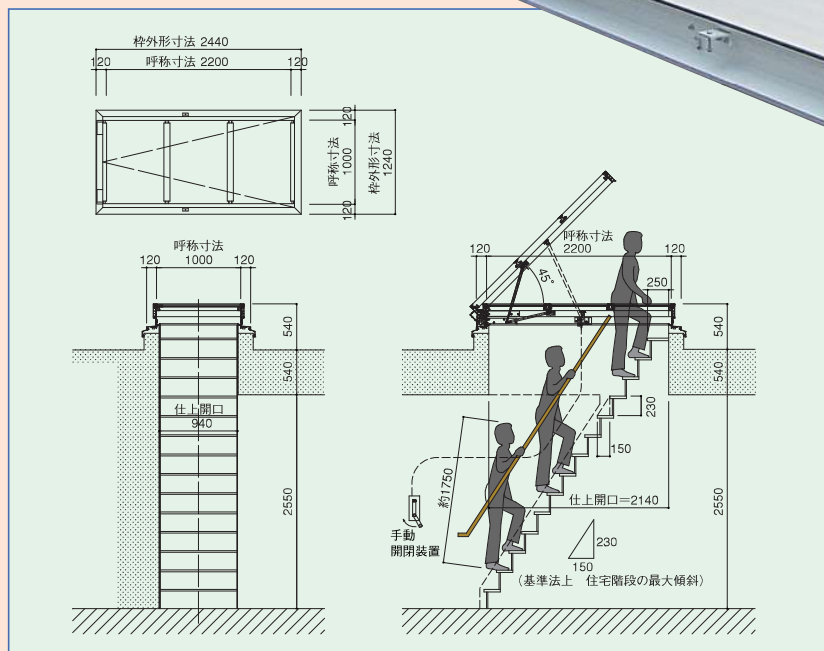 枠外形寸法 2440
120 呼称寸法 2200 120
120
呼称寸法
1000
枠外形寸法
1240
120
呼称寸法
120 1000 120
540
540
仕上開口
940
2550
呼称寸法
120 2200 120
45°
250
540
540
230
150
約1750
仕上開口=2140
2550
手動
開閉装置
230
150
(基準法上 住宅階段の最大傾斜)